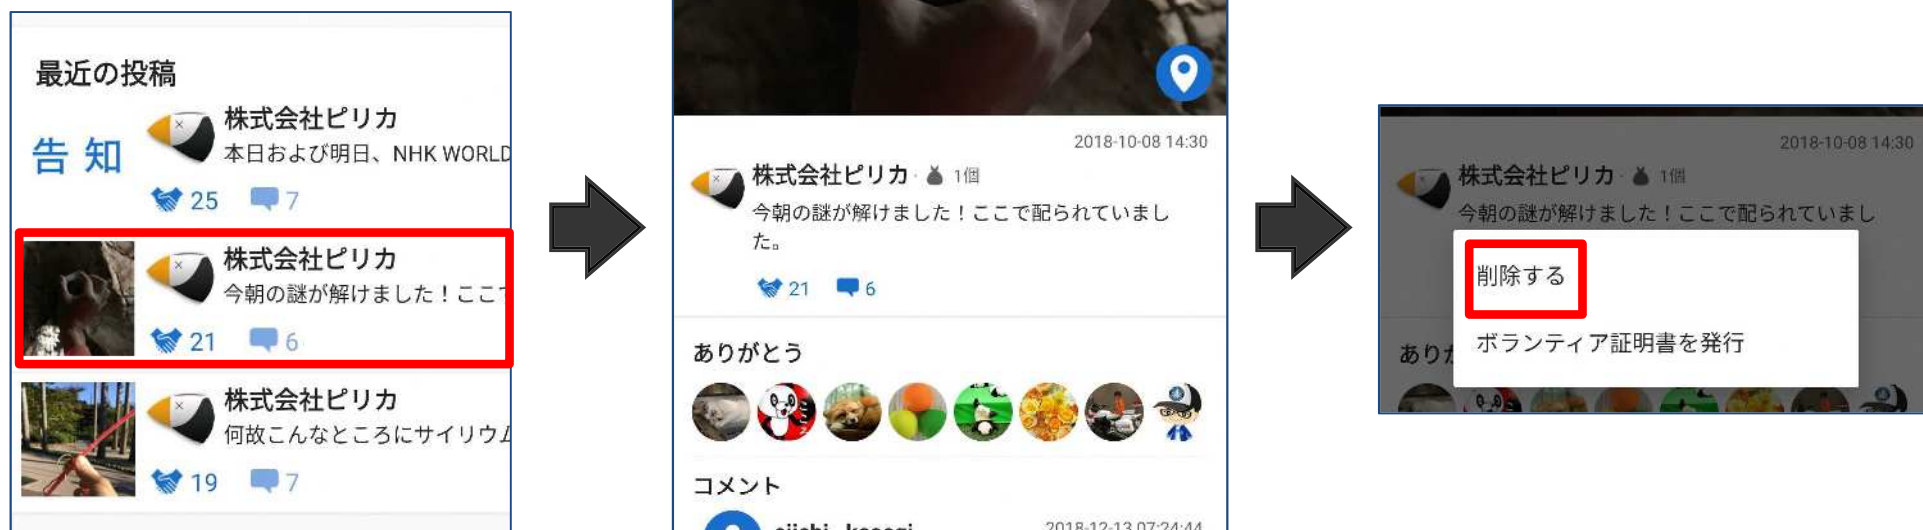 最近の投稿
告知
株式会社ピリカ
本日および明日、NHK WORLD
25 7
株式会社ピリカ
今朝の謎が解けました！ここ
21 6
株式会社ピリカ
何故こんなところにサイリウム
19 7
2018-10-08 14:30
株式会社ピリカ · 1個
今朝の謎が解けました！ここで配られていまし
た。
21 6
ありがとう
コメント
2018-12-13 07:24:44
2018-10-08 14:30
株式会社ピリカ · 1個
今朝の謎が解けました！ここで配られていまし
削除する
ボランティア証明書を発行
あり